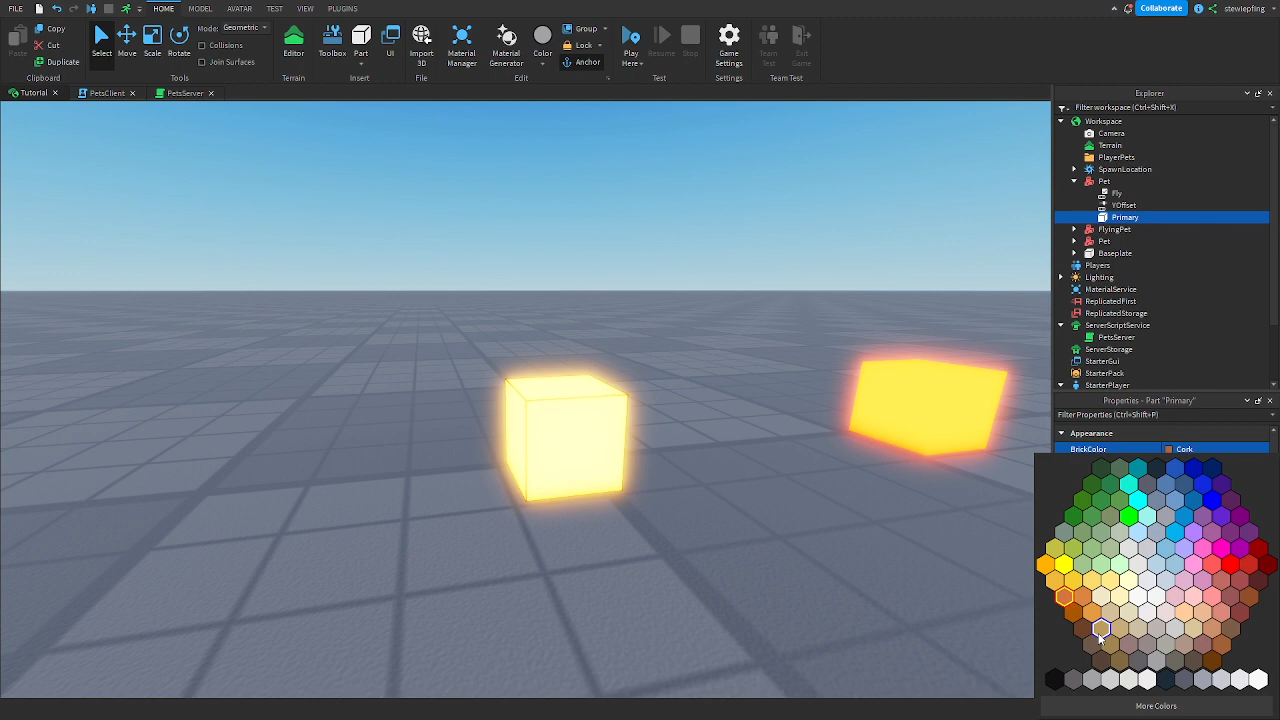 FILE HOME MODEL AVATAR TEST VIEW PLUGINS Collaborate stewiepfing
Paste Copy Cut Duplicate Clipboard
Select Move Scale Rotate Mode: Geometric Collisions Join Surfaces Tools
Editor Terrain
Toolbox Part UI Insert
Import 3D File
Material Manager Material Generator Color Group Lock Anchor Edit
Play Here Resume Stop Test
Game Settings Settings
Team Test Exit Game Team Test
Tutorial PetsClient PetsServer
Explorer
Filter workspace (Ctrl+Shift+X)
Workspace
Camera
Terrain
PlayerPets
SpawnLocation
Pet
Fly
YOffset
Primary
FlyingPet
Pet
Baseplate
Players
Lighting
MaterialService
ReplicatedFirst
ReplicatedStorage
ServerScriptService
PetsServer
ServerStorage
StarterGui
StarterPack
StarterPlayer
Properties - Part "Primary"
Filter Properties (Ctrl+Shift+P)
Appearance
BrickColor Cork
More Colors